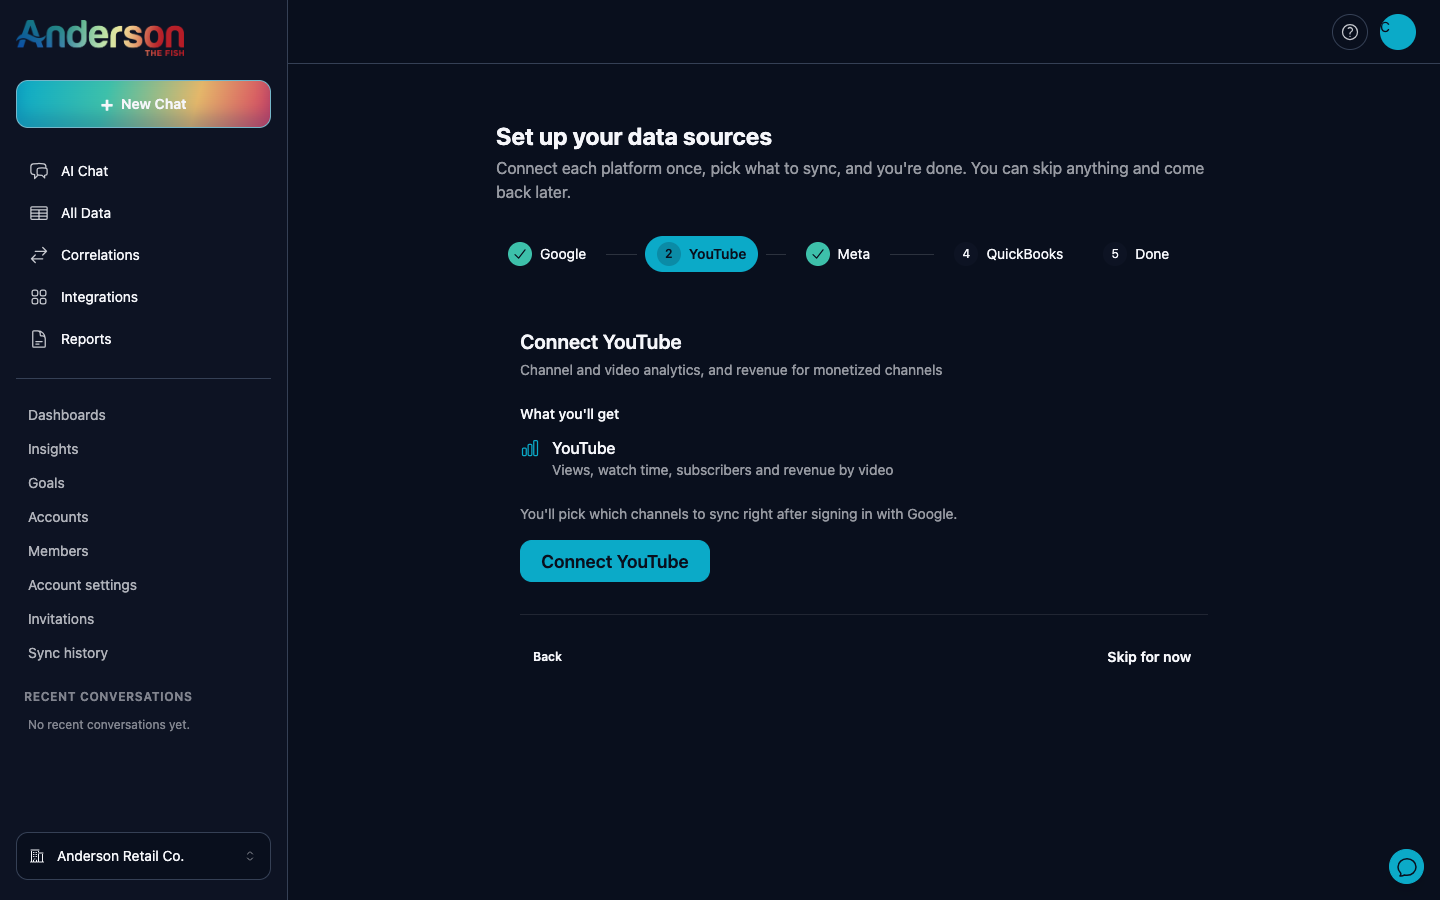 Anderson
THE FISH
New Chat
AI Chat
All Data
Correlations
Integrations
Reports
Dashboards
Insights
Goals
Accounts
Members
Account settings
Invitations
Sync history
RECENT CONVERSATIONS
No recent conversations yet.
Anderson Retail Co.
C
Set up your data sources
Connect each platform once, pick what to sync, and you're done. You can skip anything and come
back later.
Google
2 YouTube
Meta
4 QuickBooks
5 Done
Connect YouTube
Channel and video analytics, and revenue for monetized channels
What you'll get
YouTube
Views, watch time, subscribers and revenue by video
You'll pick which channels to sync right after signing in with Google.
Connect YouTube
Back
Skip for now